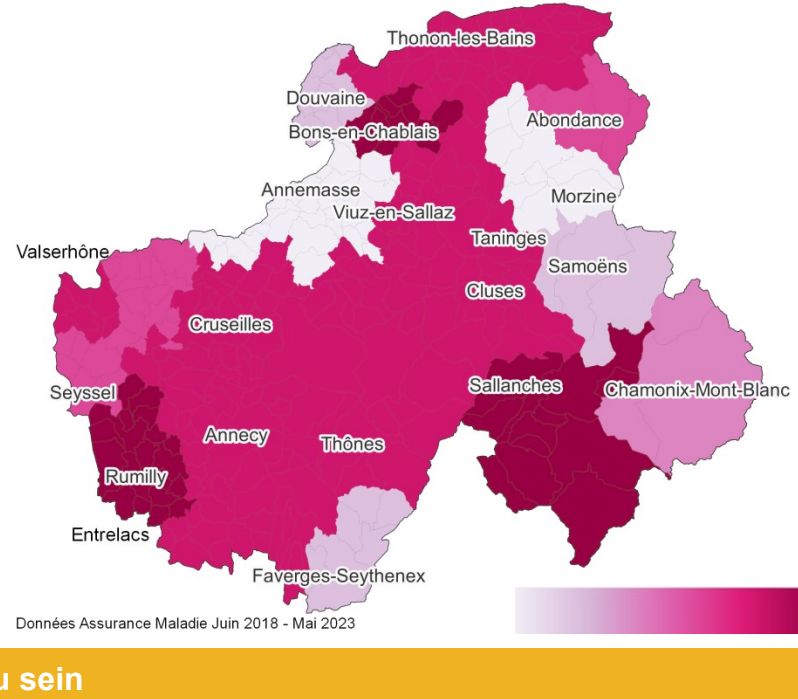 Thonon-les-Bains
Douvaine
Abondance
Bons-en-Chablais
Annemasse
Morzine
Viuz-en-Sallaz
Taninges
Valserhône
Samoëns
Cluses
Cruseilles
Sallanches
Seyssel
Chamonix-Mont-Blanc
Annecy
Thônes
Rumilly
Entrelacs
Faverges-Seythenex
Données Assurance Maladie Juin 2018 - Mai 2023
sein